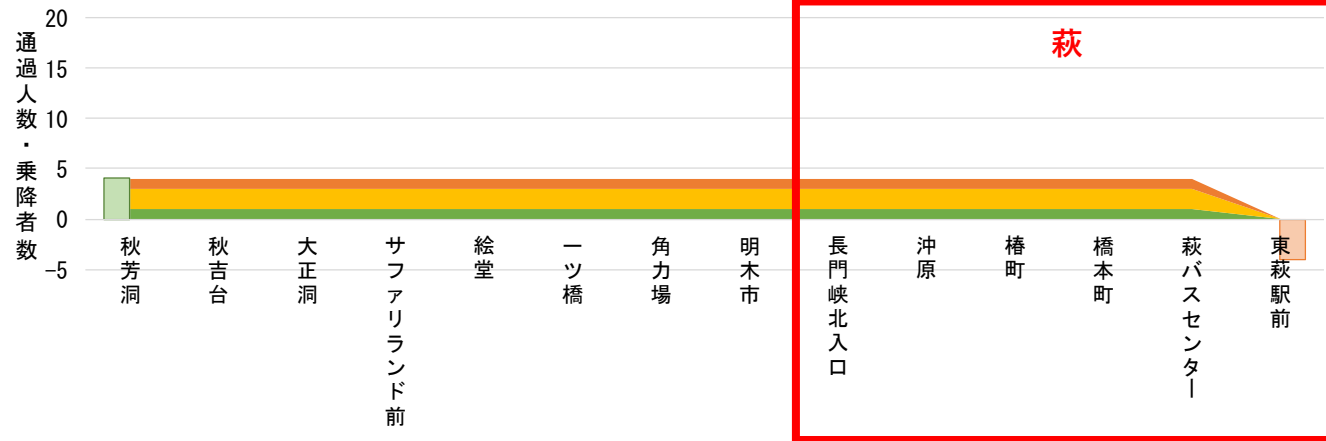 通過人数・乗降者数
20
15
10
5
0
-5
萩
秋芳洞
秋吉台
大正洞
サファリランド前
絵堂
一ツ橋
角力場
明木市
長門峡北入口
沖原
椿町
橋本町
萩バスセンター
東萩駅前